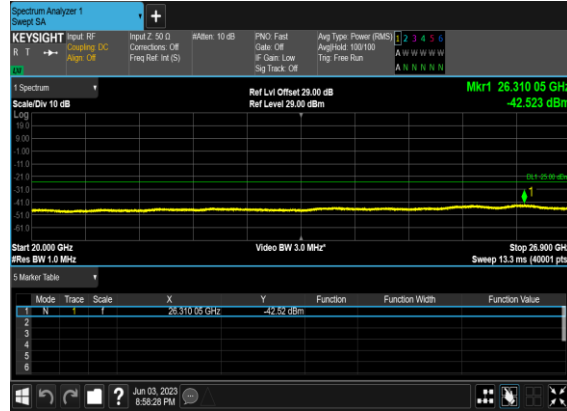 Spectrum Analyzer 1
Swept SA
+
KEYSIGHT Input: RF Input Z: 50 Ω #Atten: 10 dB PNO: Fast Avg Type: Power (RMS) 1 2 3 4 5 6
R T Coupling: DC Corrections: Off Gate: Off Avg|Hold: 100/100 A W W W W W
Align: Off Freq Ref: Int (S) IF Gain: Low Trig: Free Run
Sig Track: Off A N N N N N
1 Spectrum Ref Lvl Offset 29.00 dB Mkr1 26.310 05 GHz
Scale/Div 10 dB Ref Level 29.00 dBm -42.523 dBm
Log
19.0
9.00
-1.00
-11.0
-21.0
DL1 -25.00 dBm
-31.0
1
-41.0
-51.0
-61.0
Start 20.000 GHz Video BW 3.0 MHz* Stop 26.900 GHz
#Res BW 1.0 MHz Sweep 13.3 ms (40001 pts)
5 Marker Table
Mode Trace Scale X Y Function Function Width Function Value
1 N 1 f 26.310 05 GHz -42.52 dBm
2
3
4
5
6
? Jun 03, 2023
8:58:28 PM